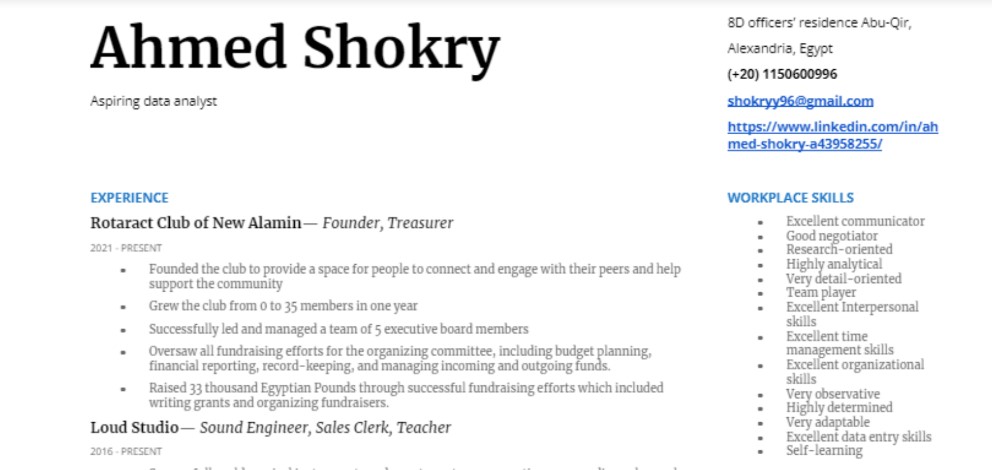 Ahmed Shokry
Aspiring data analyst
8D officers' residence Abu-Qir,
Alexandria, Egypt
(+20) 1150600996
shokryy96@gmail.com
https://www.linkedin.com/in/ah
med-shokry-a43958255/
EXPERIENCE
Rotaract Club of New Alamin— Founder, Treasurer
2021 - PRESENT
Founded the club to provide a space for people to connect and engage with their peers and help
support the community
Grew the club from 0 to 35 members in one year
Successfully led and managed a team of 5 executive board members
Oversaw all fundraising efforts for the organizing committee, including budget planning,
financial reporting, record-keeping, and managing incoming and outgoing funds.
Raised 33 thousand Egyptian Pounds through successful fundraising efforts which included
writing grants and organizing fundraisers.
Loud Studio— Sound Engineer, Sales Clerk, Teacher
2016 - PRESENT
WORKPLACE SKILLS
Excellent communicator
Good negotiator
Research-oriented
Highly analytical
Very detail-oriented
Team player
Excellent Interpersonal
skills
Excellent time
management skills
Excellent organizational
skills
Very observative
Highly determined
Very adaptable
Excellent data entry skills
Self-learning